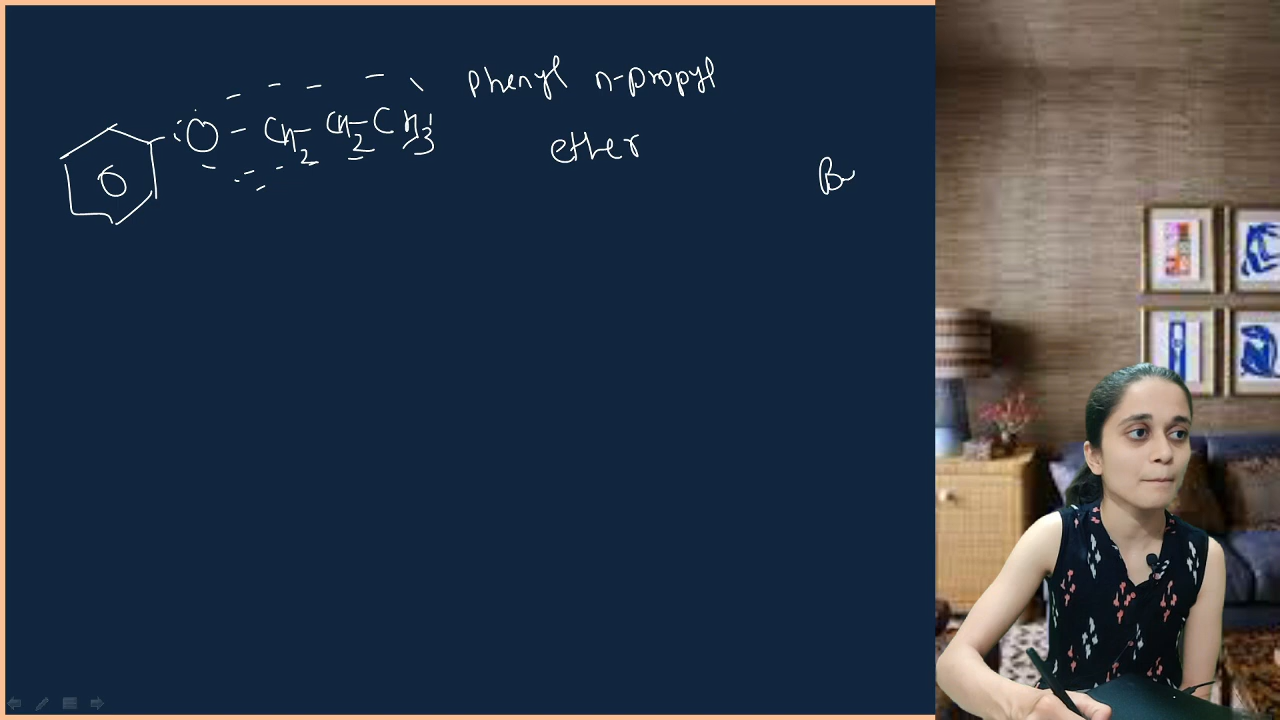 Phenyl n-propyl
O - CH2 - CH2 - CH3
ether